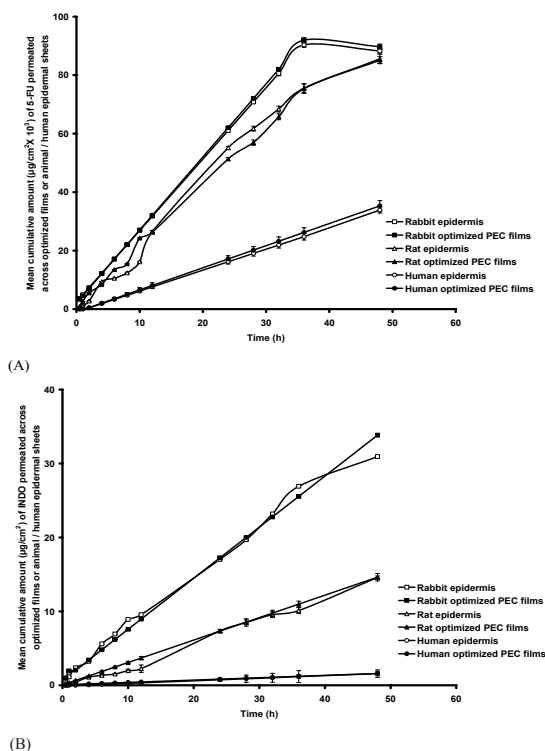 Mean cumulative amount (µg/cm²X 10³) of 5-FU permeated
across optimized films or animal / human epidermal sheets
100
80
60
40
20
0
Rabbit epidermis
Rabbit optimized PEC films
Rat epidermis
Rat optimized PEC films
Human epidermis
Human optimized PEC films
0 10 20 30 40 50 60
Time (h)
(A)
Mean cumulative amount (µg/cm²) of INDO permeated across
optimized films or animal / human epidermal sheets
40
30
20
10
0
Rabbit epidermis
Rabbit optimized PEC films
Rat epidermis
Rat optimized PEC films
Human epidermis
Human optimized PEC films
0 10 20 30 40 50 60
Time (h)
(B)